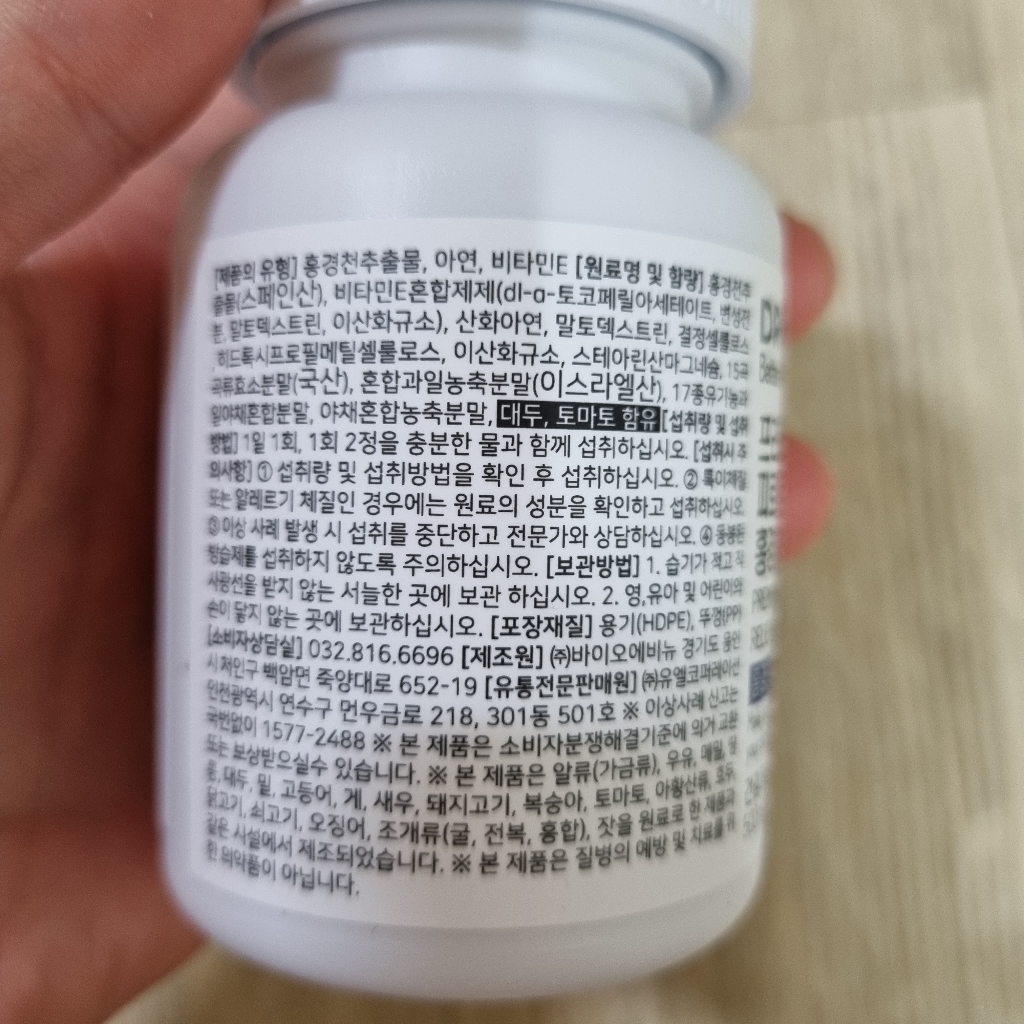 [제품의 유형] 홍경천추출물, 아연, 비타민E [원료명 및 함량] 홍경천추
출물(스페인산), 비타민E혼합제제(dl-α-토코페릴아세테이트, 변성전
분, 말토덱스트린, 이산화규소), 산화아연, 말토덱스트린, 결정셀룰로스
, 히드록시프로필메틸셀룰로스, 이산화규소, 스테아린산마그네슘, 15곡
곡류효소분말(국산), 혼합과일농축분말(이스라엘산), 17종유기농과
일야채혼합분말, 야채혼합농축분말, 대두, 토마토 함유 [섭취량 및 섭취
방법] 1일 1회, 1회 2정을 충분한 물과 함께 섭취하십시오. [섭취시 주
의사항] ① 섭취량 및 섭취방법을 확인 후 섭취하십시오. ② 특이체질
또는 알레르기 체질인 경우에는 원료의 성분을 확인하고 섭취하십시오
③ 이상 사례 발생 시 섭취를 중단하고 전문가와 상담하십시오. ④ 동봉된
방습제를 섭취하지 않도록 주의하십시오. [보관방법] 1. 습기가 적고 직
사광선을 받지 않는 서늘한 곳에 보관 하십시오. 2. 영,유아 및 어린이의
손이 닿지 않는 곳에 보관하십시오. [포장재질] 용기(HDPE), 뚜껑(PP)
[소비자상담실] 032.816.6696 [제조원] ㈜바이오에비뉴 경기도 용인
시 처인구 백암면 죽양대로 652-19 [유통전문판매원] ㈜유엘코퍼레이션
인천광역시 연수구 먼우금로 218, 301동 501호 ※ 이상사례 신고는
국번없이 1577-2488 ※ 본 제품은 소비자분쟁해결기준에 의거 교환
또는 보상받으실수 있습니다. ※ 본 제품은 알류(가금류), 우유, 메밀, 땅
콩, 대두, 밀, 고등어, 게, 새우, 돼지고기, 복숭아, 토마토, 아황산류, 호두,
닭고기, 쇠고기, 오징어, 조개류(굴, 전복, 홍합), 잣을 원료로 한 제품과
같은 시설에서 제조되었습니다. ※ 본 제품은 질병의 예방 및 치료를 위
한 의약품이 아닙니다.